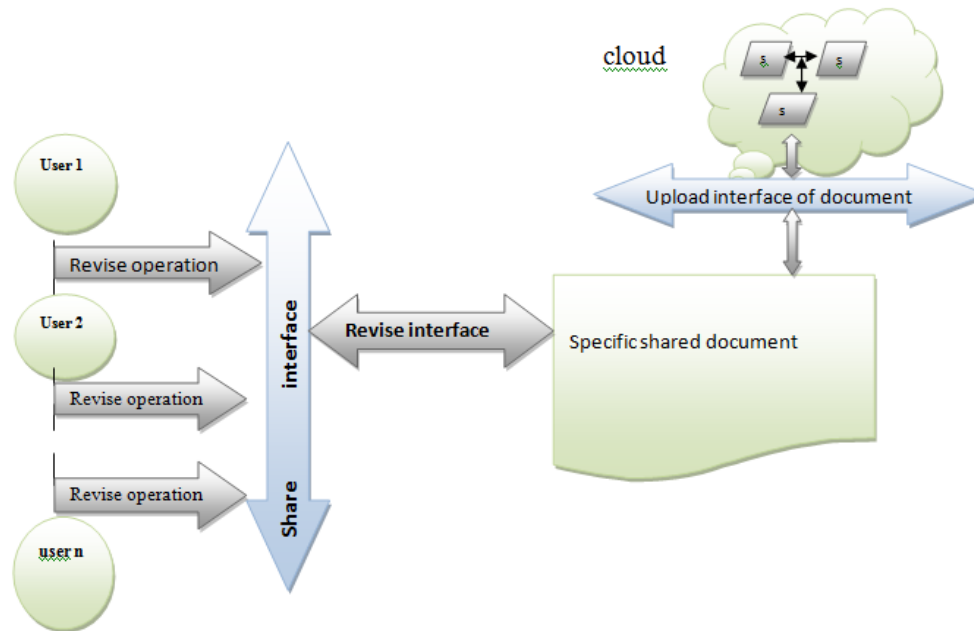 cloud
s
s
s
User 1
Upload interface of document
Revise operation
User 2
Share interface
Revise interface
Specific shared document
Revise operation
Revise operation
user n